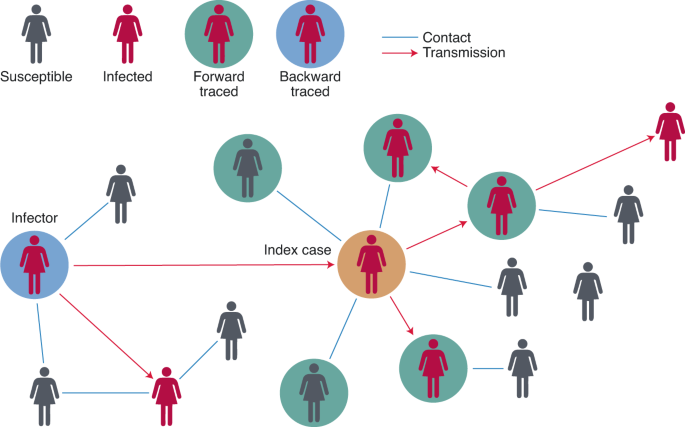 Susceptible
Infected
Forward
traced
Backward
traced
Contact
Transmission
Infector
Index case